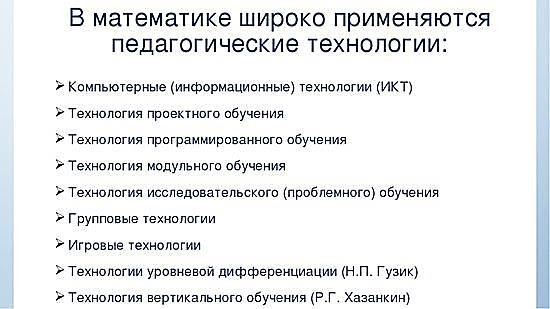 В математике широко применяются
педагогические технологии:
➢ Компьютерные (информационные) технологии (ИКТ)
➢ Технология проектного обучения
➢ Технология программированного обучения
➢ Технология модульного обучения
➢ Технология исследовательского (проблемного) обучения
➢ Групповые технологии
➢ Игровые технологии
➢ Технологии уровневой дифференциации (Н.П. Гузик)
➢ Технология вертикального обучения (Р.Г. Хазанкин)